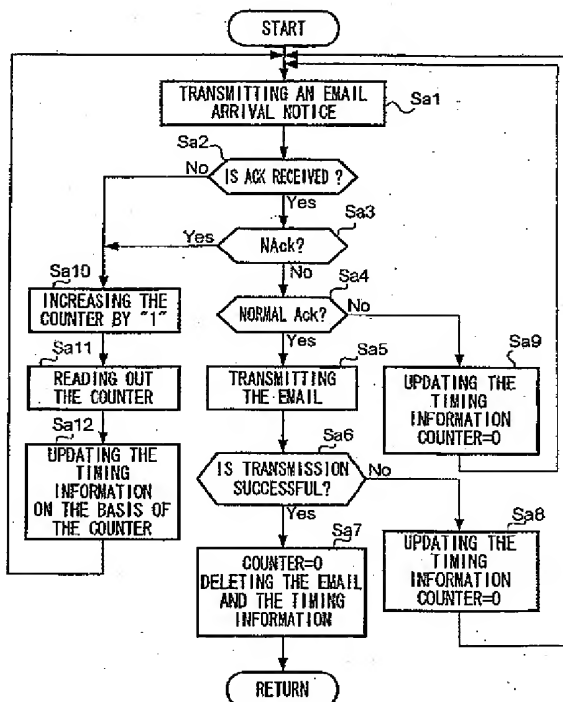 START
TRANSMITTING AN EMAIL
ARRIVAL NOTICE
Sa1
Sa2
No
IS ACK RECEIVED ?
Yes
Sa3
Yes
NAck?
No
Sa4
Sa10
INCREASING THE
COUNTER BY "1"
NORMAL Ack?
No
Yes
Sa11
READING OUT
THE COUNTER
Sa5
TRANSMITTING
THE EMAIL
Sa9
UPDATING THE
TIMING
INFORMATION
COUNTER=0
Sa12
UPDATING THE
TIMING
INFORMATION
ON THE BASIS OF
THE COUNTER
Sa6
IS TRANSMISSION
SUCCESSFUL?
No
Yes
Sa7
COUNTER=0
DELETING THE EMAIL
AND THE TIMING
INFORMATION
Sa8
UPDATING THE
TIMING
INFORMATION
COUNTER=0
RETURN